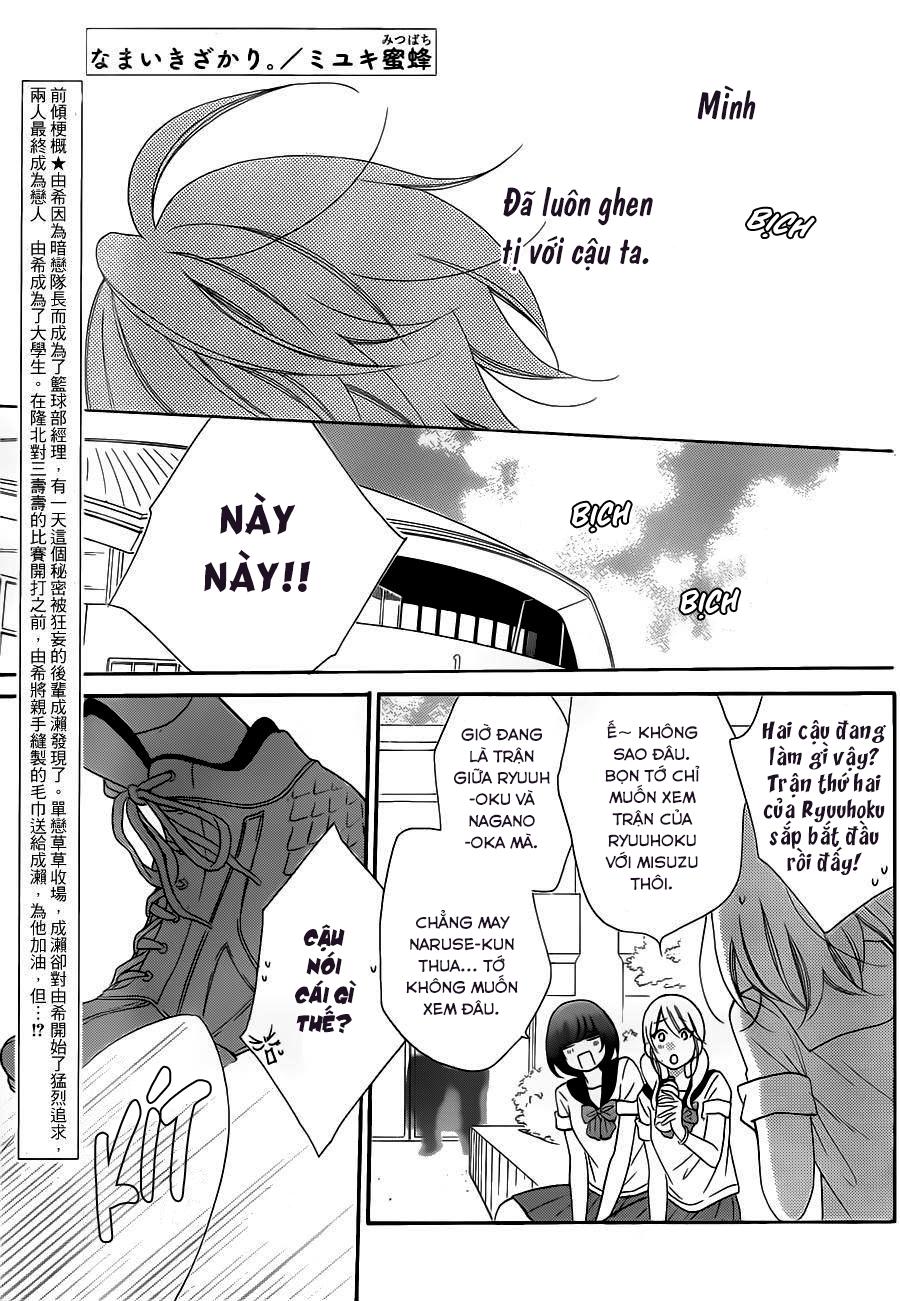 みつばち
なまいきざかり。／ミユキ蜜蜂
Mình
Đã luôn ghen
tị với cậu ta.
BỊCH
BỊCH
BỊCH
NÀY
NÀY!!
Hai cậu đang
làm gì vậy?
Trận thứ hai
của Ryuuhoku
sắp bắt đầu
rồi đấy!
Ế~ KHÔNG
SAO ĐÂU.
BỌN TỚ CHỈ
MUỐN XEM
TRẬN CỦA
RYUUHOKU
VỚI MISUZU
THÔI.
GIỜ ĐANG
LÀ TRẬN
GIỮA RYUUH
-OKU VÀ
NAGANO
-OKA MÀ.
CHẲNG MAY
NARUSE-KUN
THUA... TỚ
KHÔNG MUỐN
XEM ĐÂU.
CẬU
NÓI
CÁI GÌ
THẾ?
KÍT
前傾梗概★由希因為暗戀隊長而成為了籃球部經理，有一天這個秘密被狂妄的後輩成瀨發現了。單戀草草收場，成瀨卻對由希開始了猛烈追求，
兩人最終成為戀人　由希成為了大學生。在隆北對三壽壽的比賽開打之前，由希將親手縫製的毛巾送給成瀨，為他加油，但…!?